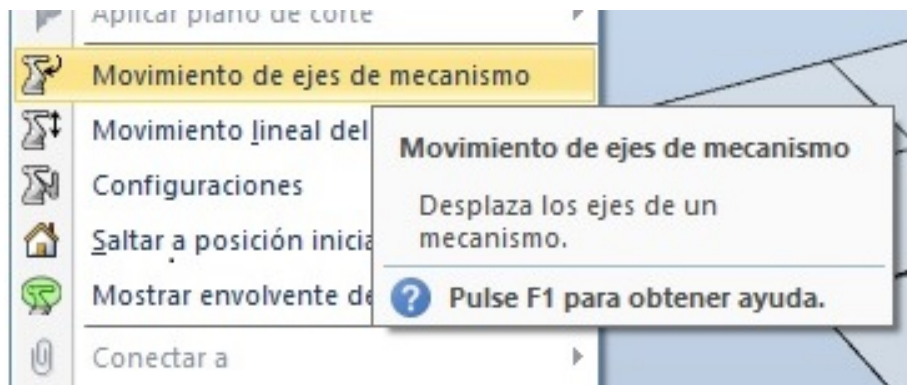 Aplicar plano de corte
Movimiento de ejes de mecanismo
Movimiento lineal del
Configuraciones
Saltar a posición inicia
Mostrar envolvente de
Conectar a
Movimiento de ejes de mecanismo
Desplaza los ejes de un
mecanismo.
Pulse F1 para obtener ayuda.